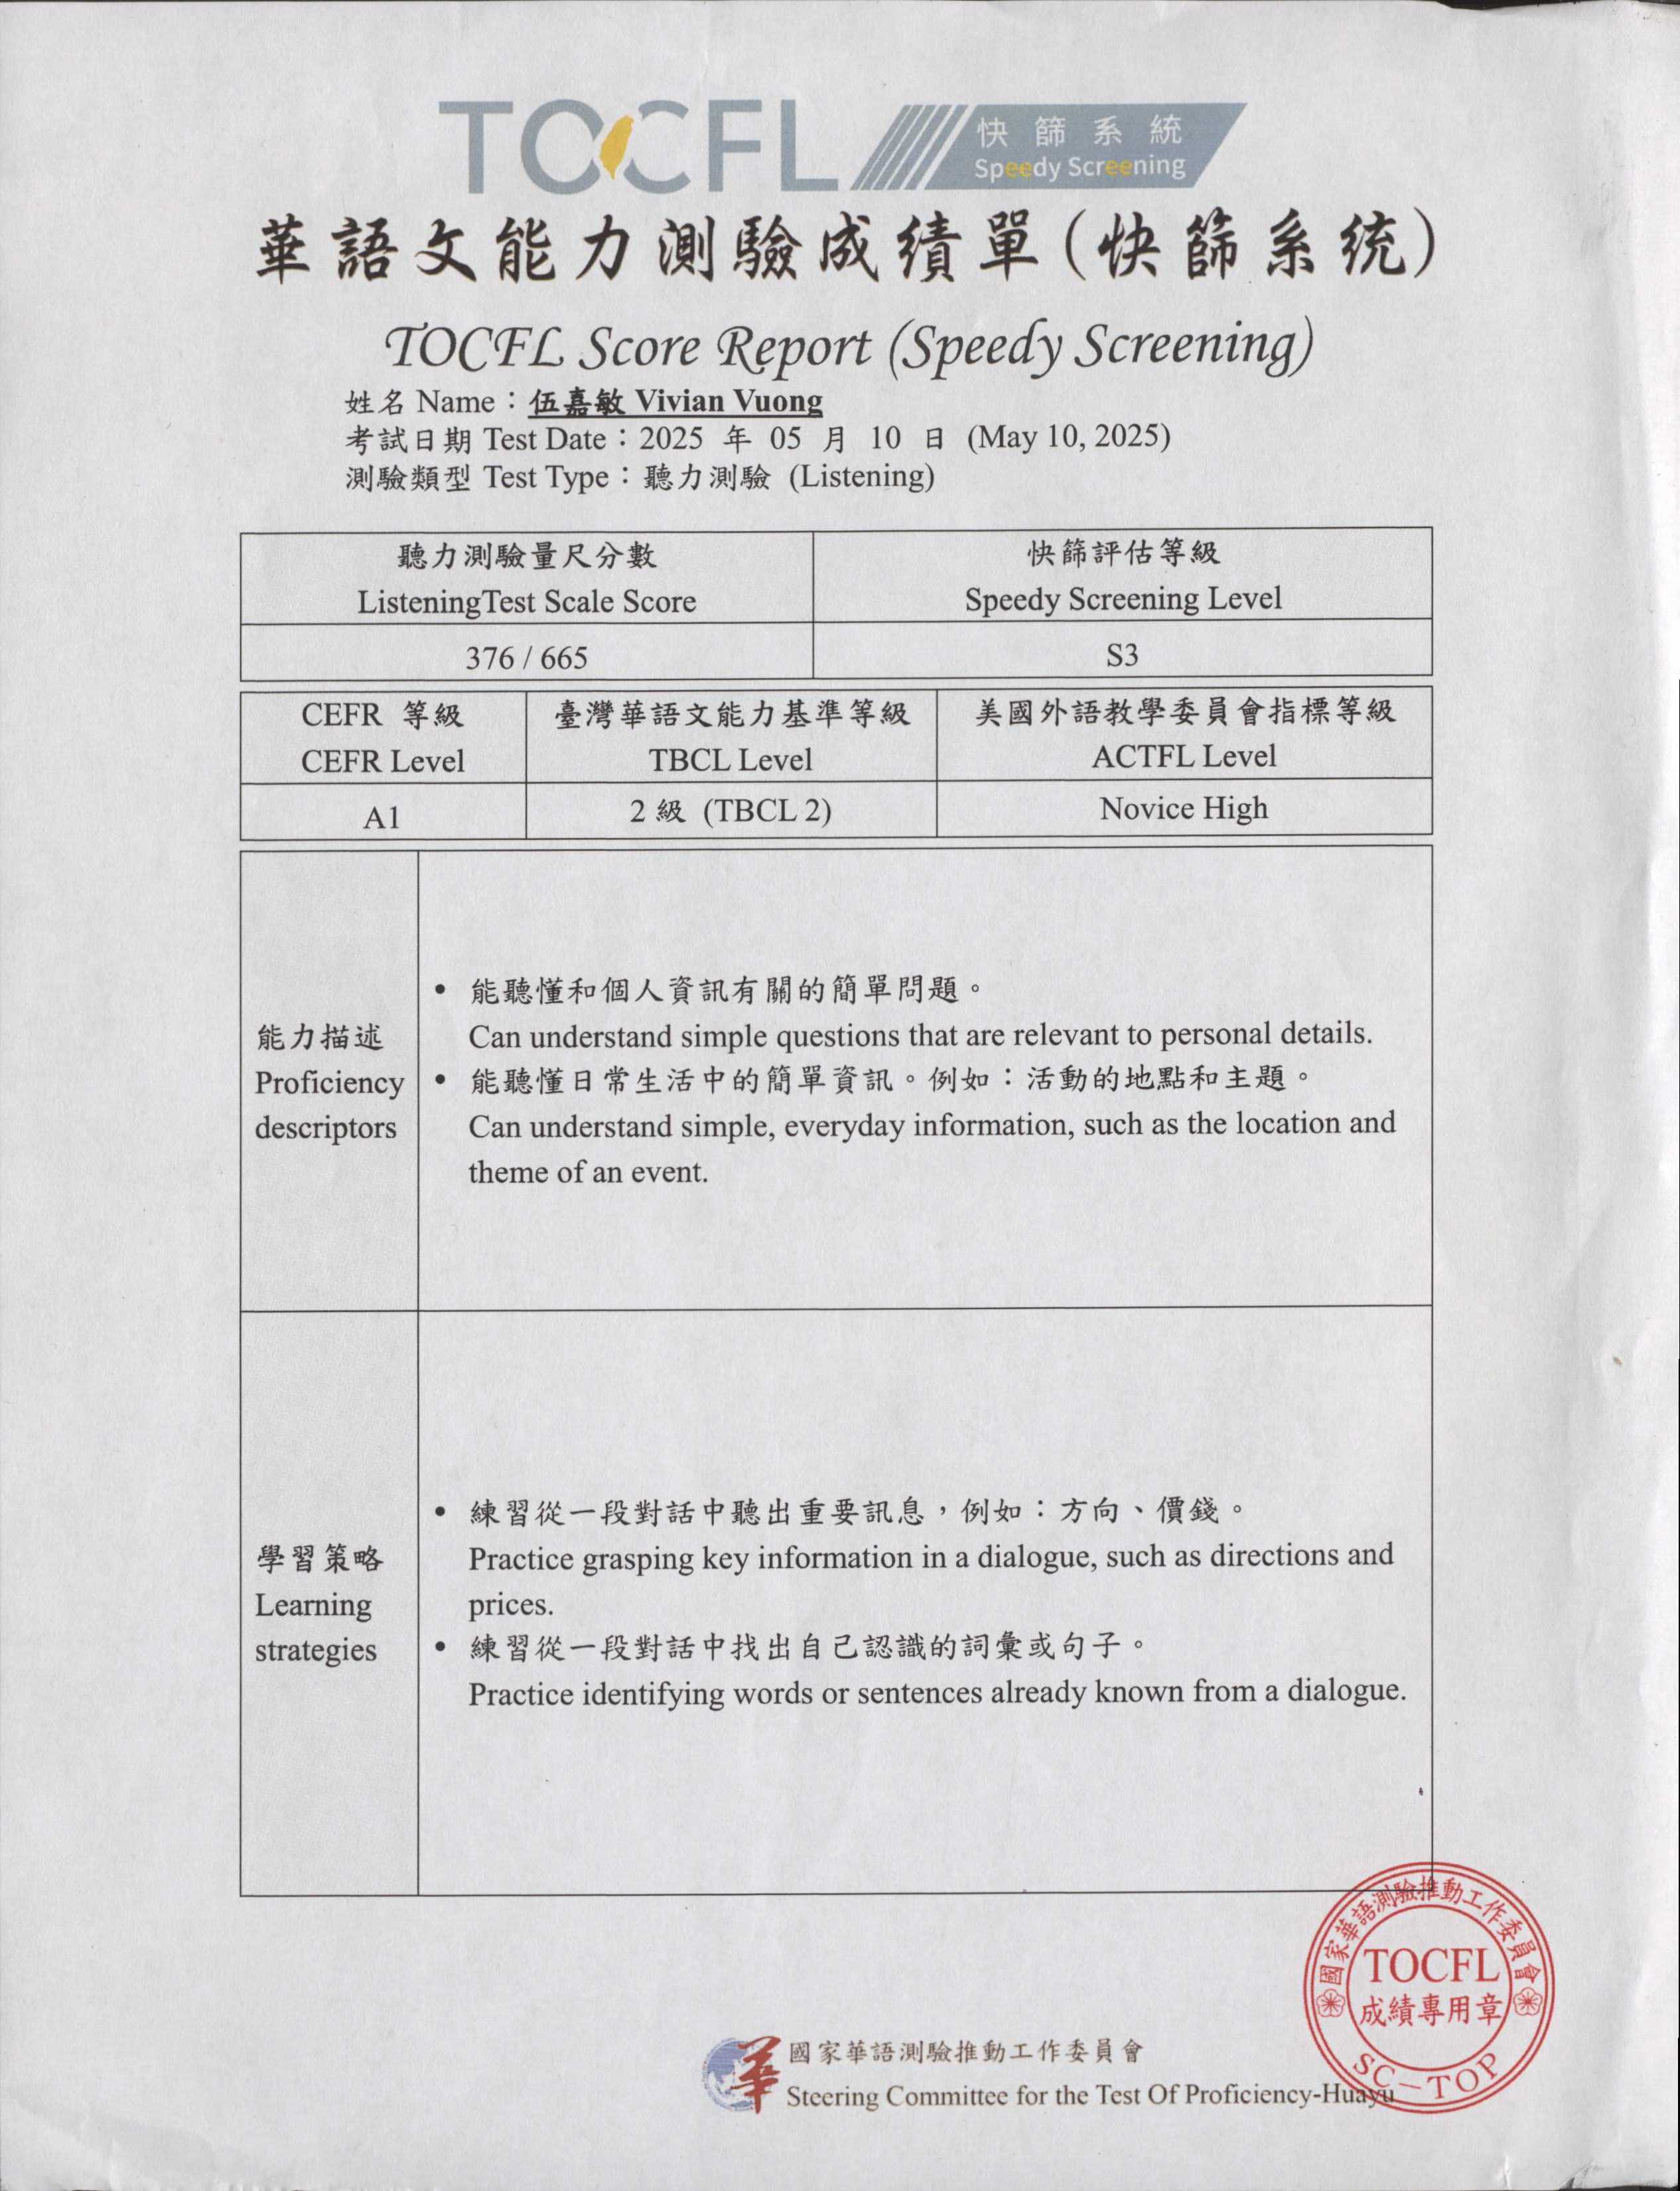 TOCFL 快篩系統
Speedy Screening
華語文能力測驗成績單(快篩系統)
TOCFL Score Report (Speedy Screening)
姓名 Name：伍嘉敏 Vivian Vuong
考試日期 Test Date：2025 年 05 月 10 日 (May 10, 2025)
測驗類型 Test Type：聽力測驗 (Listening)
聽力測驗量尺分數
ListeningTest Scale Score
快篩評估等級
Speedy Screening Level
376 / 665
S3
CEFR 等級
CEFR Level
臺灣華語文能力基準等級
TBCL Level
美國外語教學委員會指標等級
ACTFL Level
A1
2 級 (TBCL 2)
Novice High
能力描述
Proficiency
descriptors
• 能聽懂和個人資訊有關的簡單問題。
Can understand simple questions that are relevant to personal details.
• 能聽懂日常生活中的簡單資訊。例如：活動的地點和主題。
Can understand simple, everyday information, such as the location and
theme of an event.
學習策略
Learning
strategies
• 練習從一段對話中聽出重要訊息，例如：方向、價錢。
Practice grasping key information in a dialogue, such as directions and
prices.
• 練習從一段對話中找出自己認識的詞彙或句子。
Practice identifying words or sentences already known from a dialogue.
國家華語測驗推動工作委員會
TOCFL
成績專用章
SC-TOP
華
國家華語測驗推動工作委員會
Steering Committee for the Test Of Proficiency-Huayu